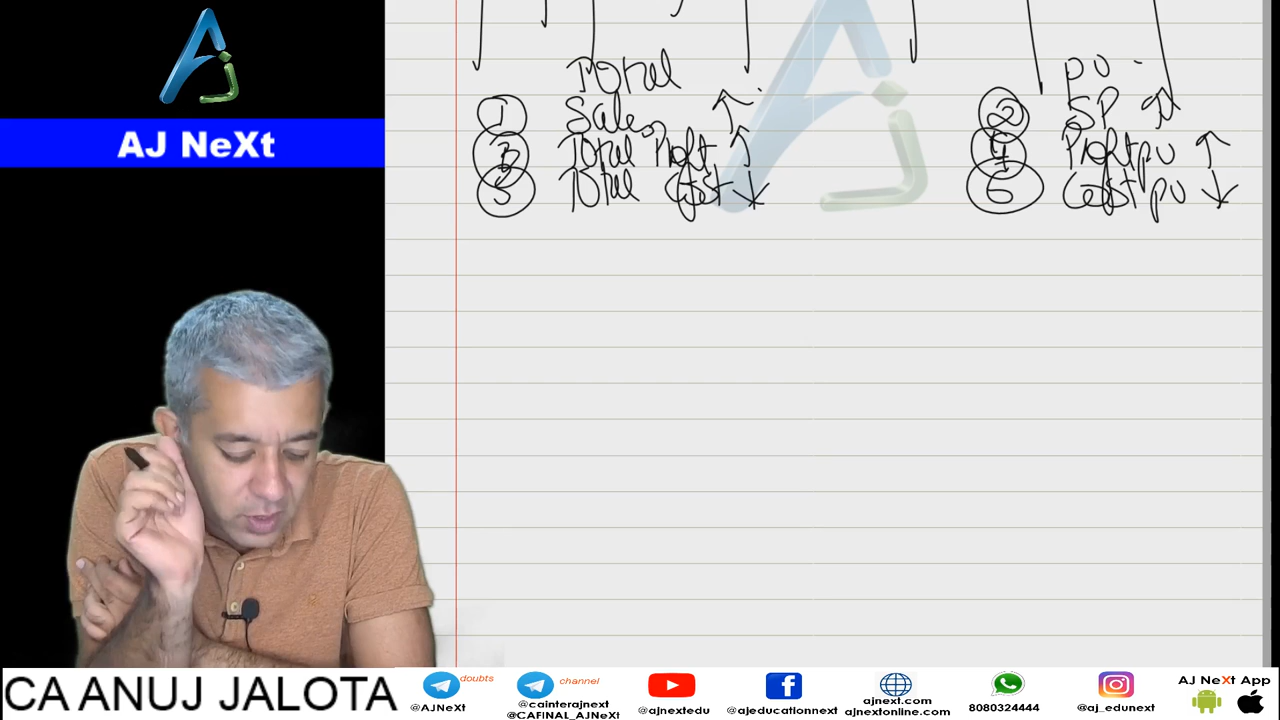 AJ NeXt
Total pu
① Sales ↑ ② SP ↑
③ Total Profit ↑ ④ Profit pu ↑
⑤ Total Cost ↓ ⑥ Cost pu ↓
CA ANUJ JALOTA
doubts
@AJNeXt
channel
@cainterajnext
@CAFINAL_AJNeXt
@ajnextedu
@ajeducationnext
ajnext.com
ajnextonline.com
8080324444
@aj_edunext
AJ NeXt App